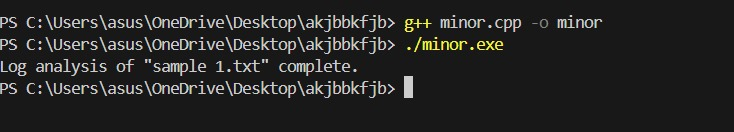 PS C:\Users\asus\OneDrive\Desktop\akjbbkfjb> g++ minor.cpp -o minor
PS C:\Users\asus\OneDrive\Desktop\akjbbkfjb> ./minor.exe
Log analysis of "sample 1.txt" complete.
PS C:\Users\asus\OneDrive\Desktop\akjbbkfjb>